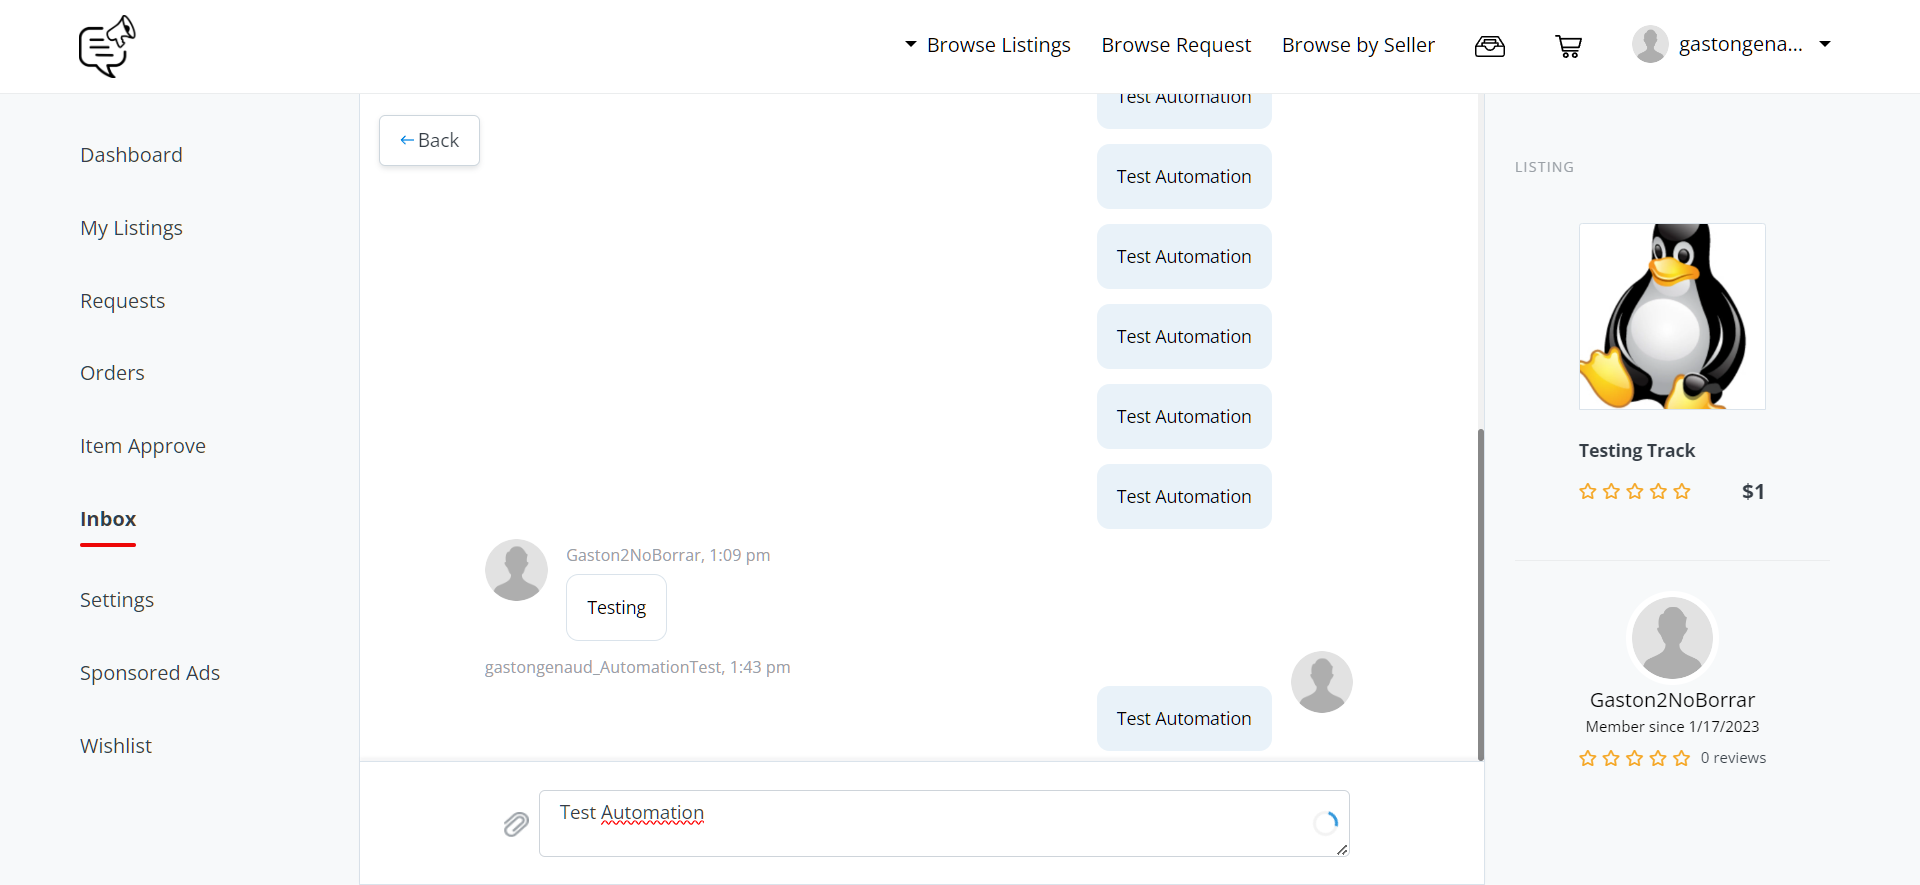 Browse Listings
Browse Request
Browse by Seller
gastongena...
Dashboard
My Listings
Requests
Orders
Item Approve
Inbox
Settings
Sponsored Ads
Wishlist
Back
Test Automation
Test Automation
Test Automation
Test Automation
Test Automation
Test Automation
Gaston2NoBorrar, 1:09 pm
Testing
gastongenaud_AutomationTest, 1:43 pm
Test Automation
Test Automation
LISTING
Testing Track
$1
Gaston2NoBorrar
Member since 1/17/2023
0 reviews